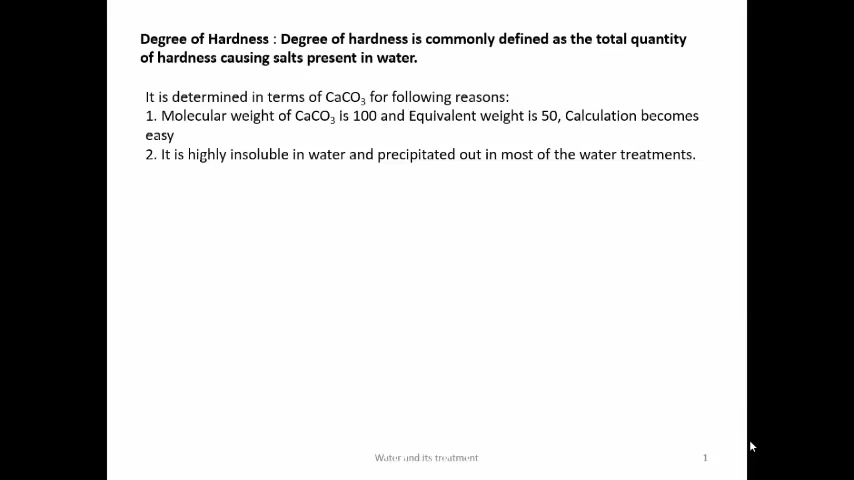 Degree of Hardness : Degree of hardness is commonly defined as the total quantity
of hardness causing salts present in water.
It is determined in terms of CaCO₃ for following reasons:
1. Molecular weight of CaCO₃ is 100 and Equivalent weight is 50, Calculation becomes
easy
2. It is highly insoluble in water and precipitated out in most of the water treatments.
Water and its treatment
1